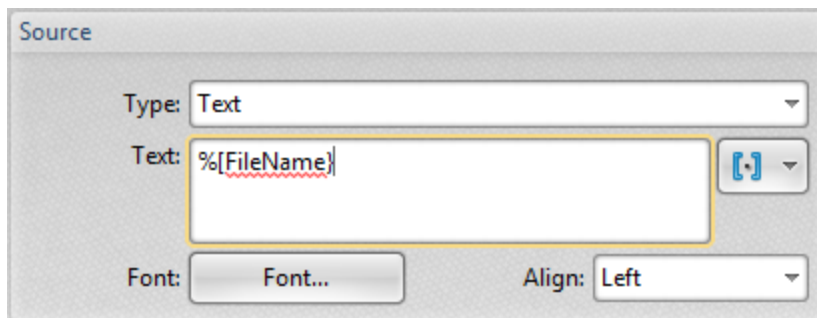 Source
Type: Text
Text: %[FileName}
Font: Font... Align: Left